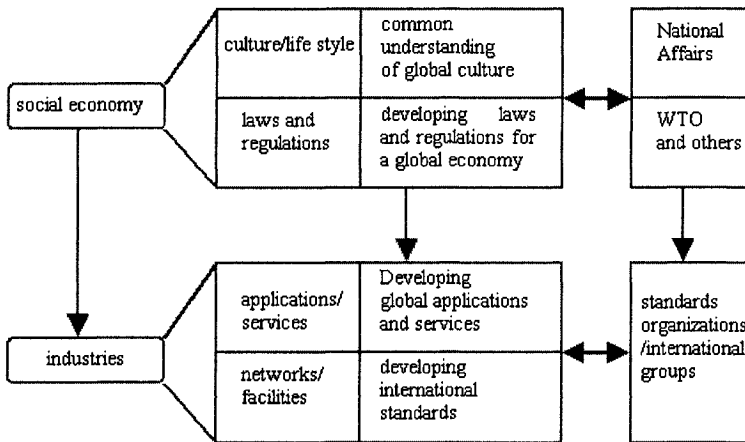 social economy
culture/life style
common
understanding
of global culture
laws and
regulations
developing laws
and regulations for
a global economy
National
Affairs
WTO
and others
industries
applications/
services
Developing
global applications
and services
networks/
facilities
developing
international
standards
standards
organizations
/international
groups